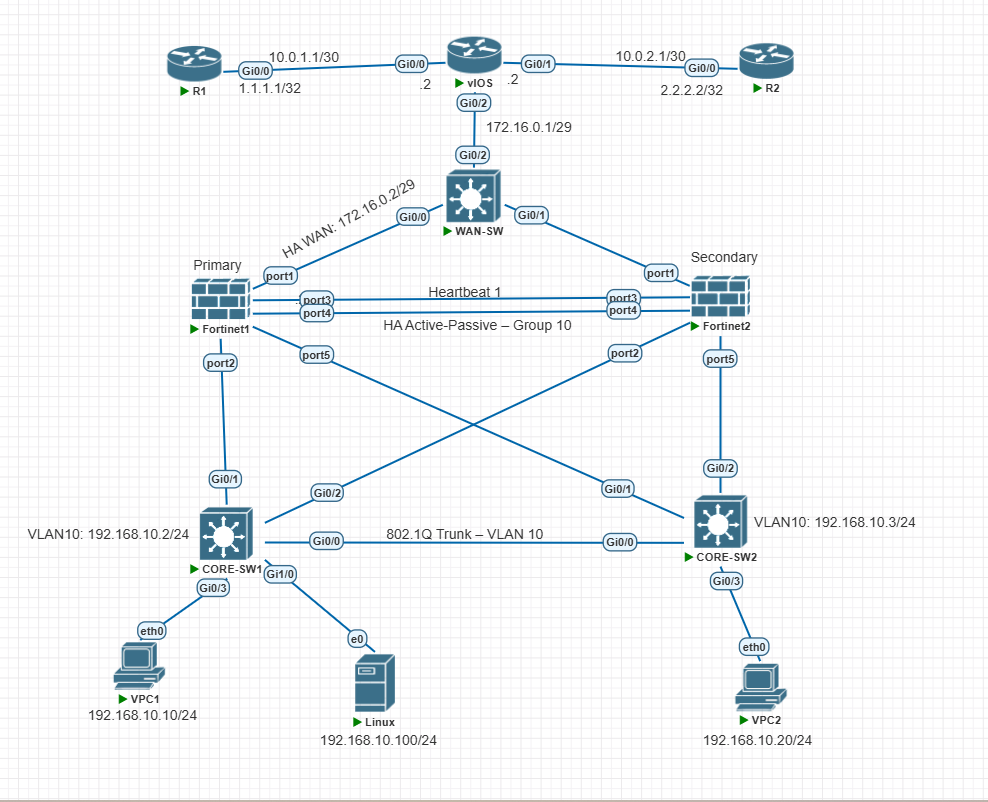 10.0.1.1/30
Gi0/0
Gi0/0
1.1.1.1/32
R1
.2
vIOS
.2
Gi0/1
10.0.2.1/30
Gi0/0
2.2.2.2/32
R2
Gi0/2
172.16.0.1/29
Gi0/2
HA WAN: 172.16.0.2/29
Gi0/0
Gi0/1
WAN-SW
Primary
Secondary
port1
port1
Heartbeat 1
port3
port3
port4
port4
HA Active-Passive – Group 10
Fortinet1
Fortinet2
port2
port5
port2
port5
Gi0/1
Gi0/2
Gi0/1
Gi0/2
VLAN10: 192.168.10.2/24
VLAN10: 192.168.10.3/24
Gi0/0
802.1Q Trunk – VLAN 10
Gi0/0
CORE-SW1
CORE-SW2
Gi0/3
Gi1/0
Gi0/3
eth0
e0
eth0
VPC1
192.168.10.10/24
Linux
192.168.10.100/24
VPC2
192.168.10.20/24